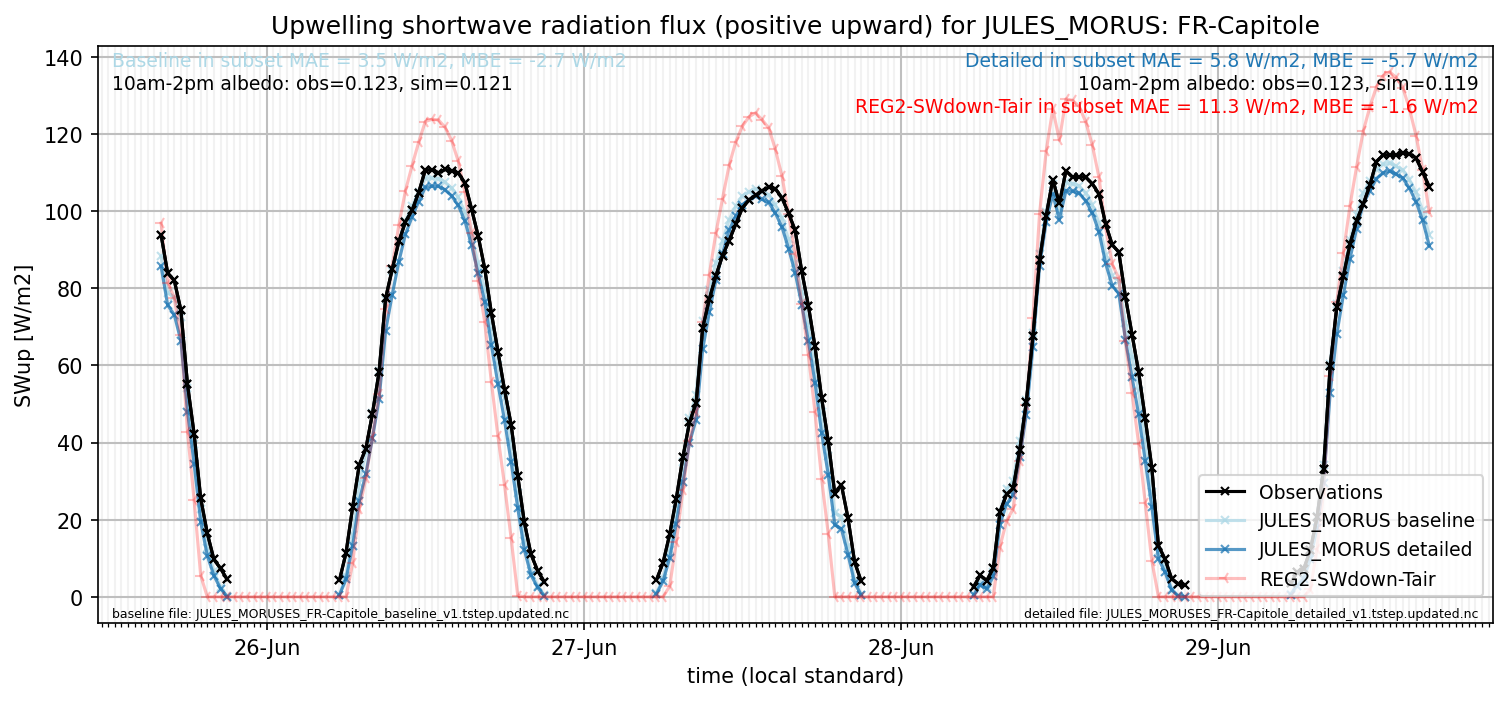 Upwelling shortwave radiation flux (positive upward) for JULES_MORUS: FR-Capitole
Baseline in subset MAE = 3.5 W/m2, MBE = -2.7 W/m2
10am-2pm albedo: obs=0.123, sim=0.121
Detailed in subset MAE = 5.8 W/m2, MBE = -5.7 W/m2
10am-2pm albedo: obs=0.123, sim=0.119
REG2-SWdown-Tair in subset MAE = 11.3 W/m2, MBE = -1.6 W/m2
SWup [W/m2]
140
120
100
80
60
40
20
0
Observations
JULES_MORUS baseline
JULES_MORUS detailed
REG2-SWdown-Tair
baseline file: JULES_MORUSES_FR-Capitole_baseline_v1.tstep.updated.nc
detailed file: JULES_MORUSES_FR-Capitole_detailed_v1.tstep.updated.nc
26-Jun
27-Jun
28-Jun
29-Jun
time (local standard)